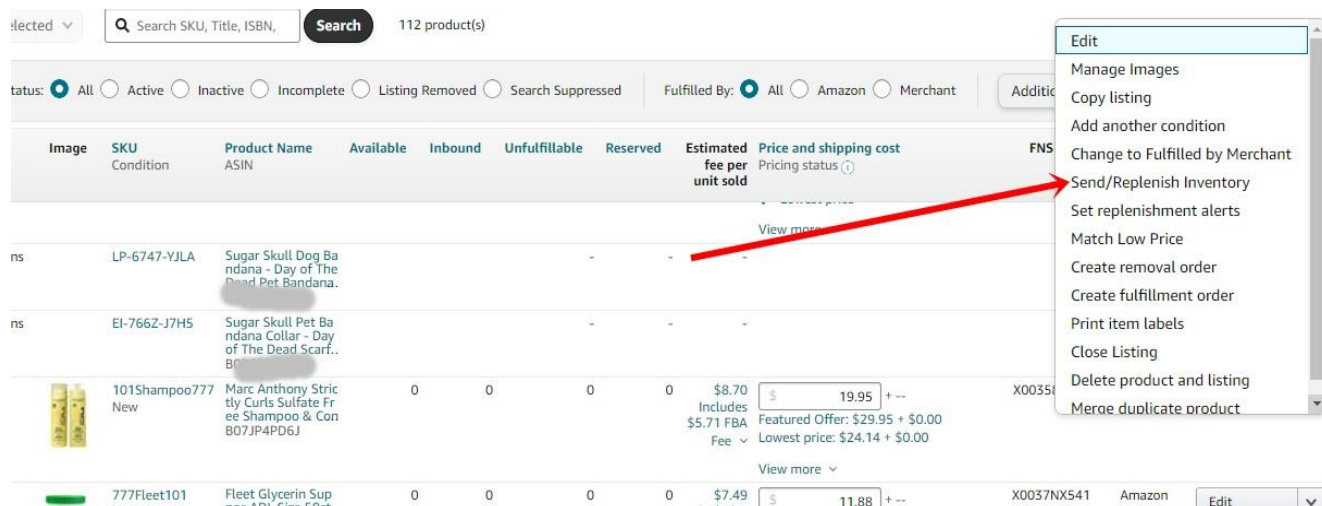 elected
Search SKU, Title, ISBN,
Search
112 product(s)
tatus: All Active Inactive Incomplete Listing Removed Search Suppressed
Fulfilled By: All Amazon Merchant
Additio
Image
SKU
Condition
Product Name
ASIN
Available
Inbound
Unfulfillable
Reserved
Estimated
fee per
unit sold
Price and shipping cost
Pricing status
FNS
Edit
Manage Images
Copy listing
Add another condition
Change to Fulfilled by Merchant
Send/Replenish Inventory
Set replenishment alerts
Match Low Price
Create removal order
Create fulfillment order
Print item labels
Close Listing
Delete product and listing
Merge duplicate product
View more
ns
LP-6747-YJLA
Sugar Skull Dog Ba
ndana - Day of The
Dead Pet Bandana.
- - -
ns
EI-766Z-J7H5
Sugar Skull Pet Ba
ndana Collar - Day
of The Dead Scarf..
- - -
101Shampoo777
New
Marc Anthony Stric
tly Curls Sulfate Fr
ee Shampoo & Con
B07JP4PD6J
0 0 0 0
$8.70
Includes
$5.71 FBA
Fee
$ 19.95 + --
Featured Offer: $29.95 + $0.00
Lowest price: $24.14 + $0.00
View more
X00358
777Fleet101
Fleet Glycerin Sup
0 0 0 0
$7.49
$ 11.88 + --
X0037NX541
Amazon
Edit